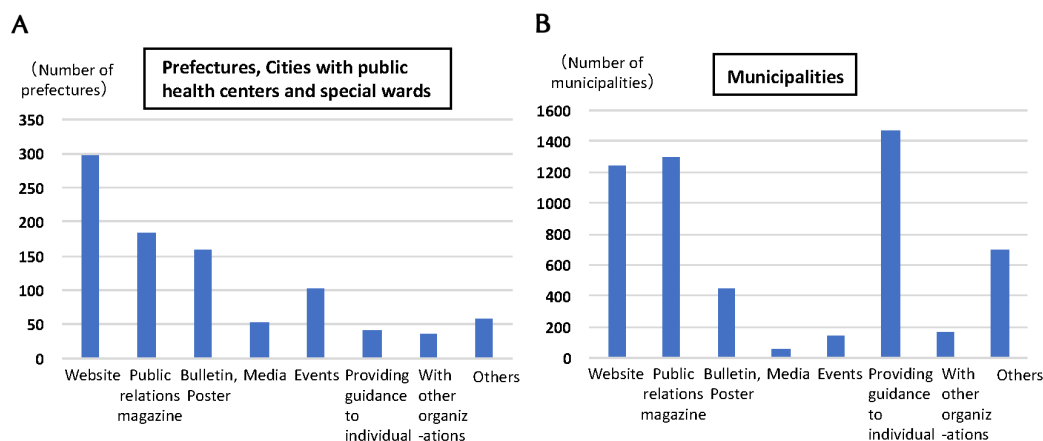 A
(Number of
prefectures)
Prefectures, Cities with public
health centers and special wards
350
300
250
200
150
100
50
0
Website
Public
relations
magazine
Bulletin,
Poster
Media
Events
Providing
guidance
to
individual
With
other
organiz
-ations
Others
B
(Number of
municipalities)
Municipalities
1600
1400
1200
1000
800
600
400
200
0
Website
Public
relations
magazine
Bulletin,
Poster
Media
Events
Providing
guidance
to
individual
With
other
organiz
-ations
Others